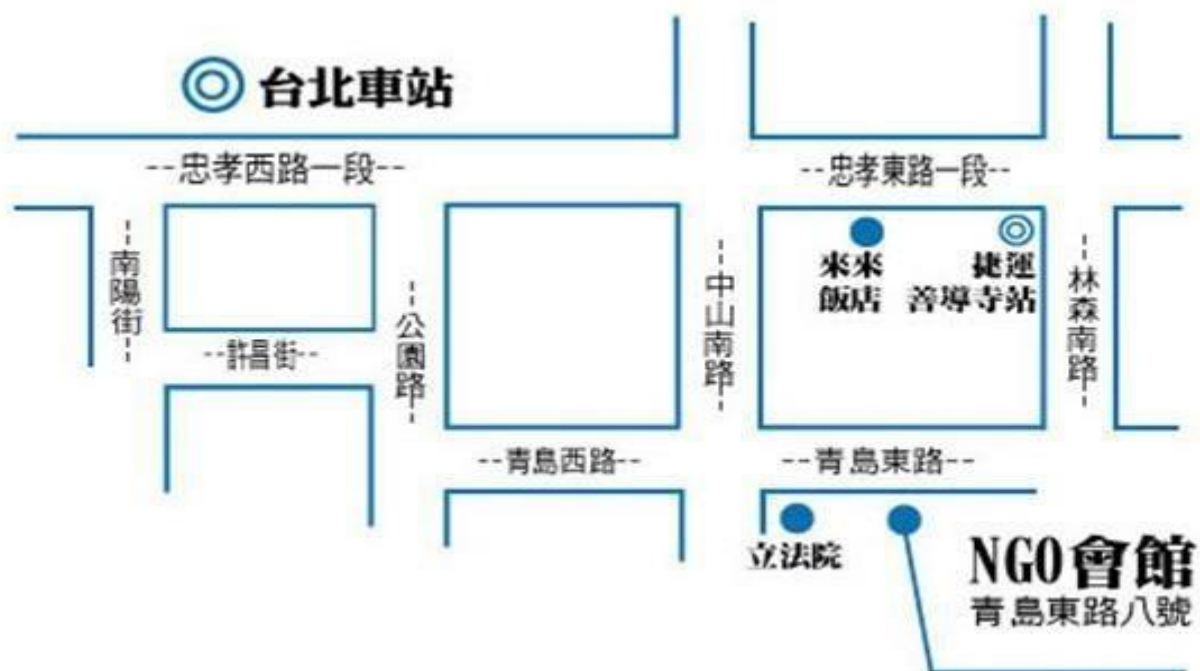 台北車站
--忠孝西路一段--
--忠孝東路一段--
--南陽街--
--許昌街--
--公園路--
--中山南路--
來來
飯店
捷運
善導寺站
--林森南路--
--青島西路--
--青島東路--
立法院
NGO會館
青島東路八號